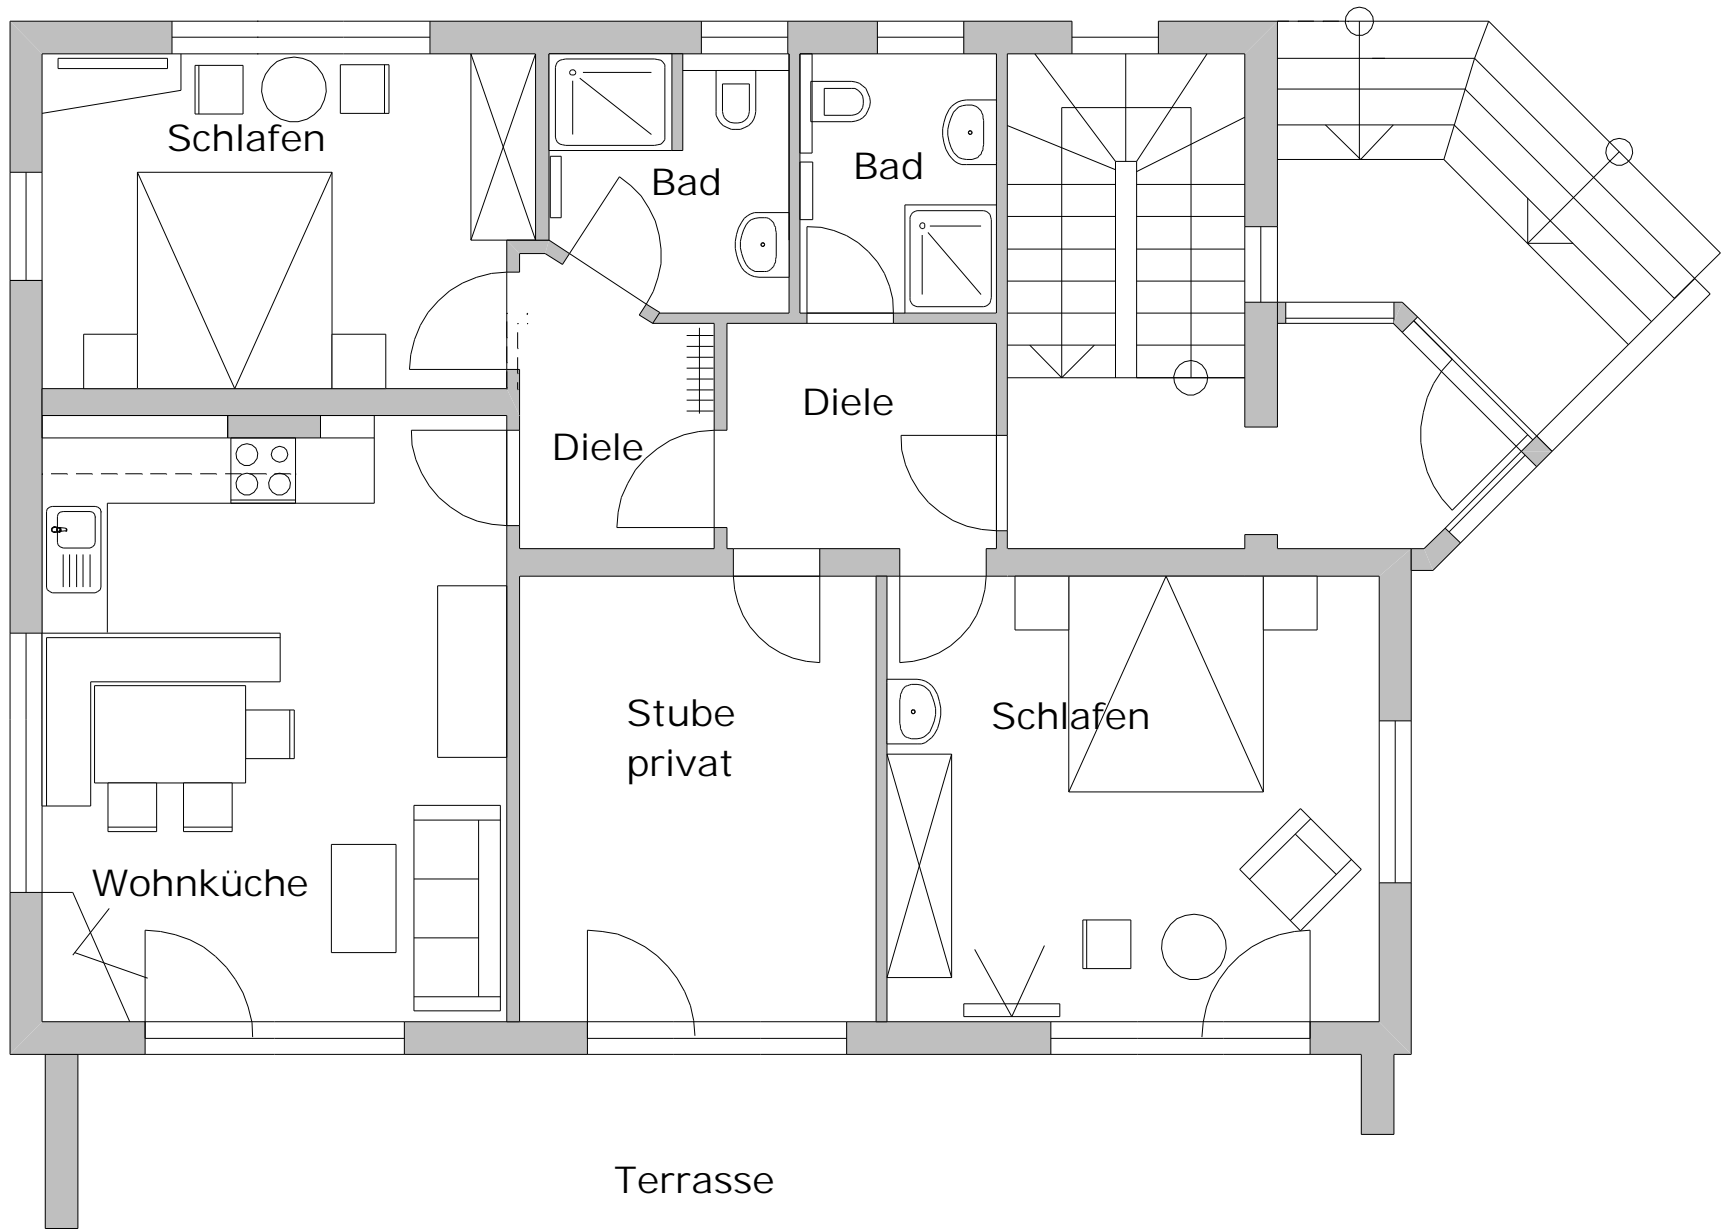 Schlafen
Bad
Bad
Diele
Diele
Stube
privat
Schlafen
Wohnküche
Terrasse